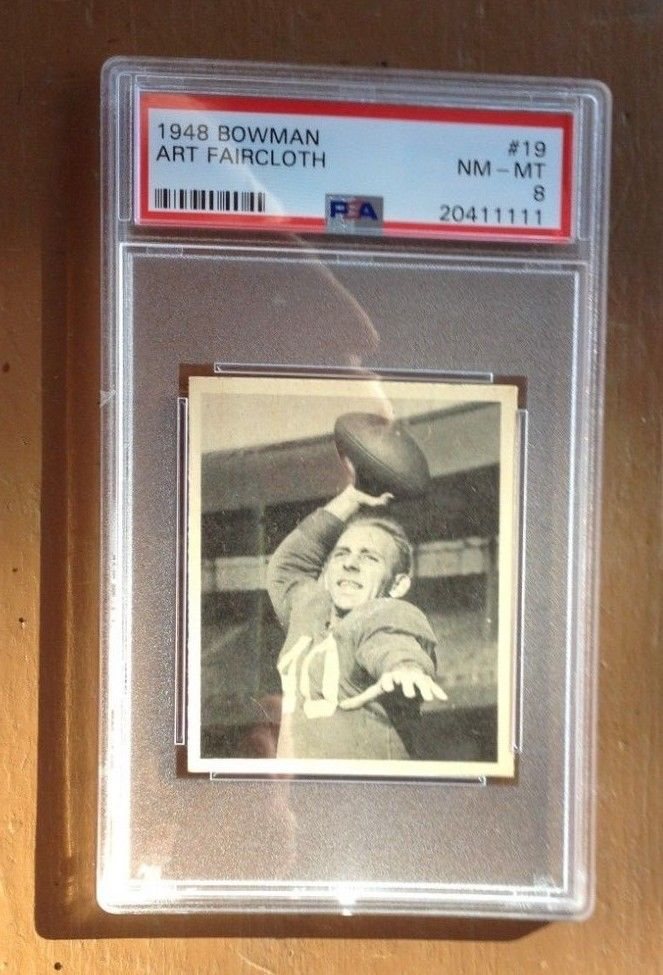 1948 BOWMAN
ART FAIRCLOTH
#19
NM - MT
8
PSA
20411111
10